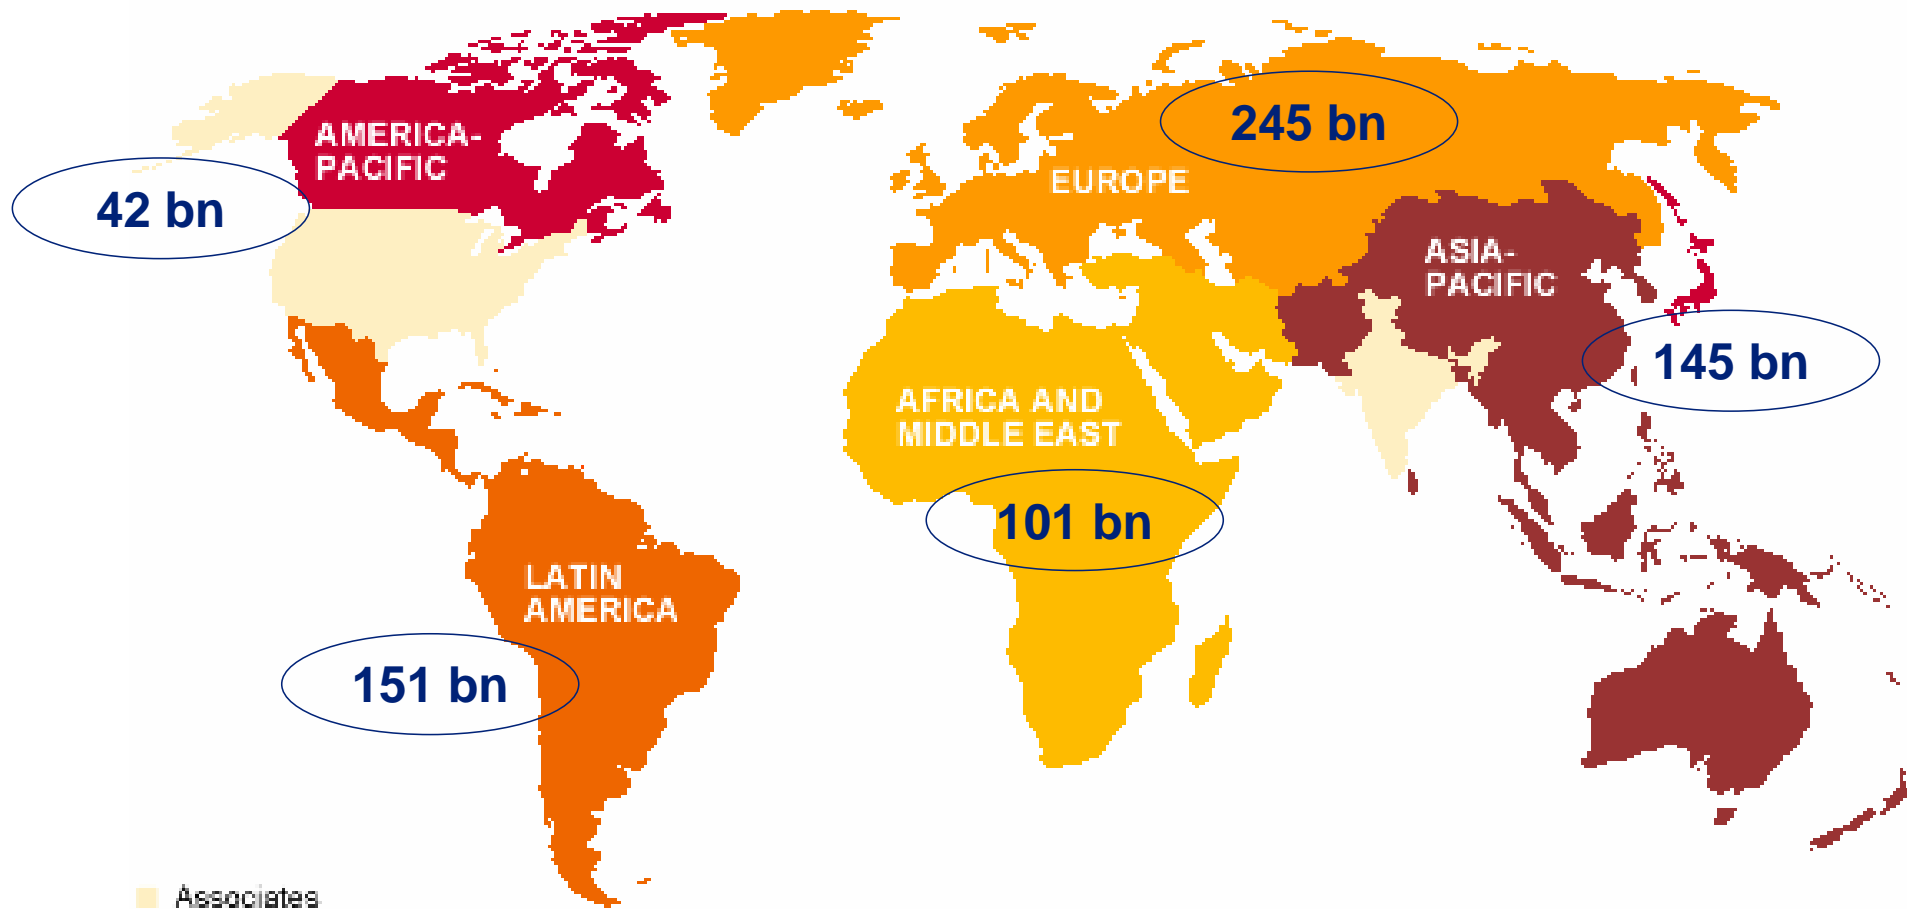 AMERICA-
PACIFIC
42 bn
245 bn
EUROPE
ASIA-
PACIFIC
145 bn
AFRICA AND
MIDDLE EAST
101 bn
LATIN
AMERICA
151 bn
Associates